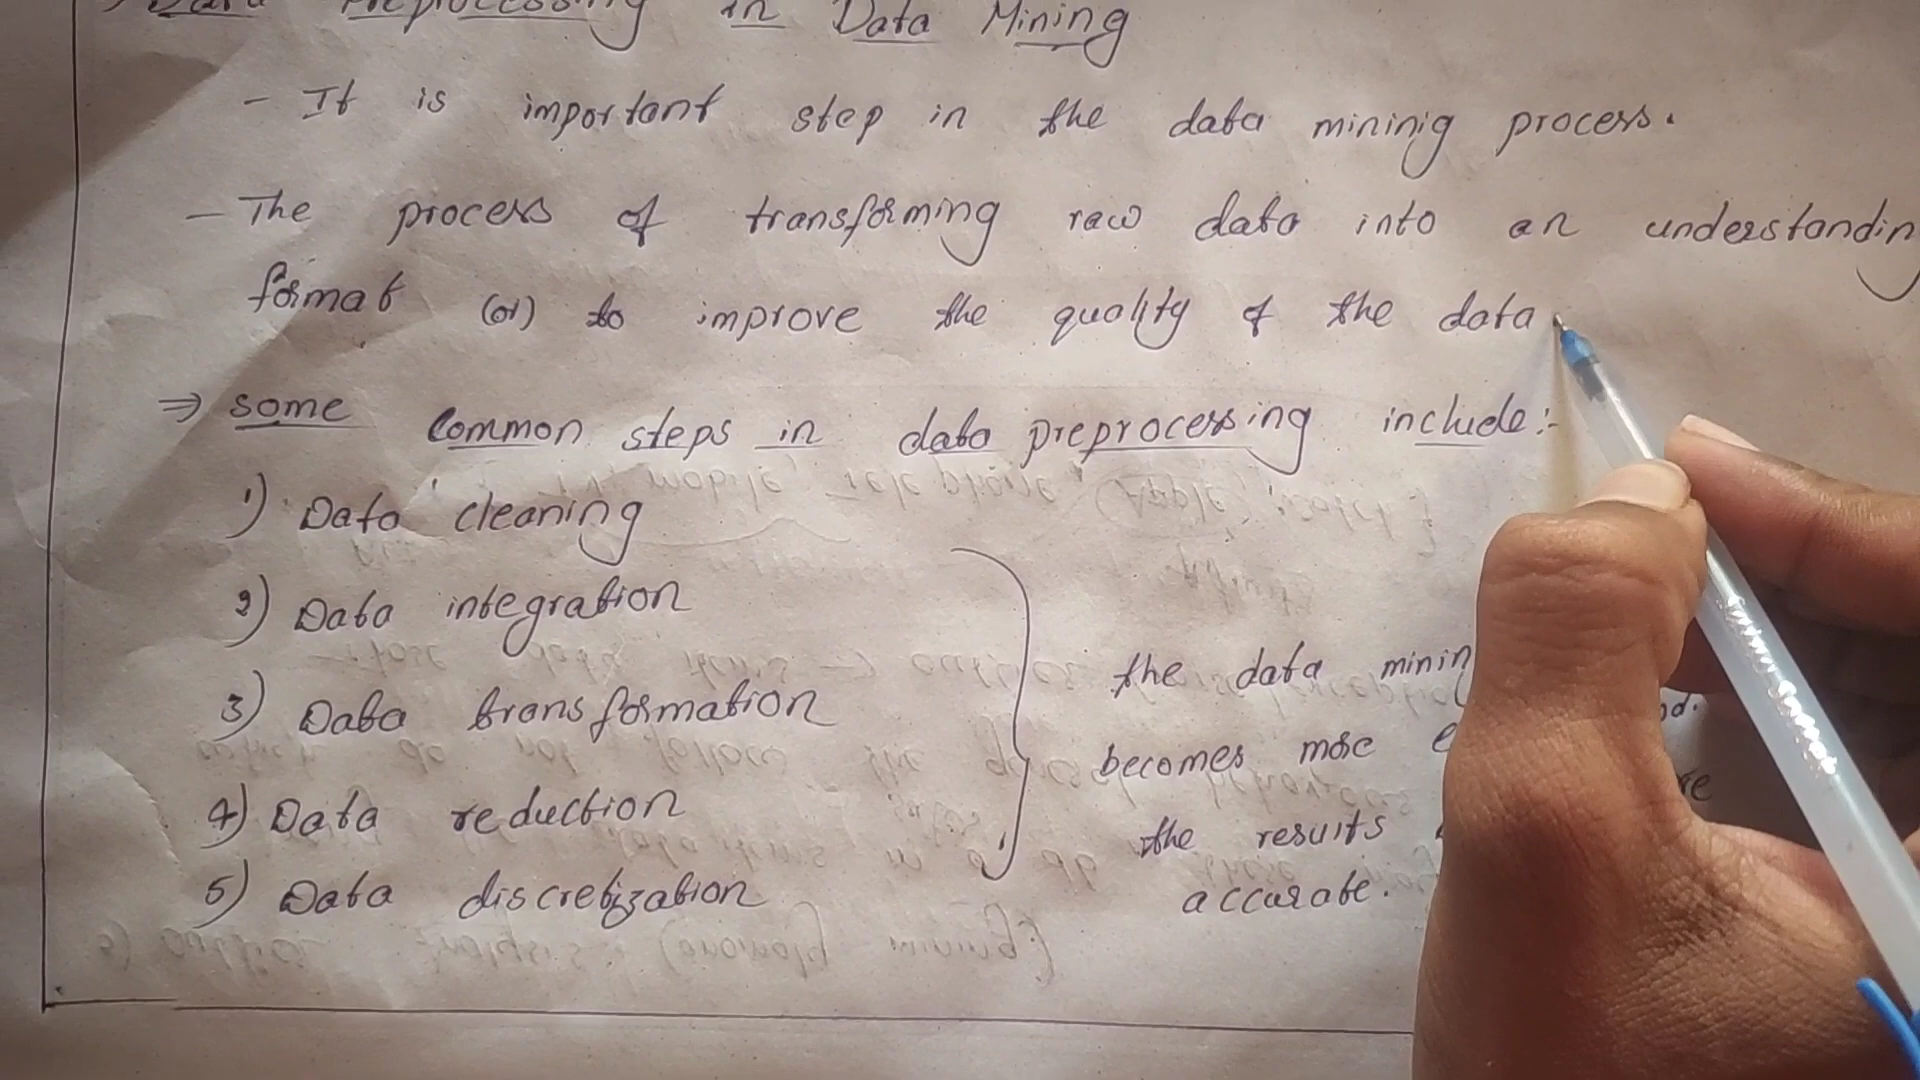 Data Preprocessing in Data Mining
- It is important step in the data mining process.
- The process of transforming raw data into an understandin
format (or) to improve the quality of the data.
⇒ some common steps in data preprocessing include:-
1) Data cleaning
2) Data integration
3) Data transformation
4) Data reduction
5) Data discretization
the data minin
becomes more e
the results
accurate.